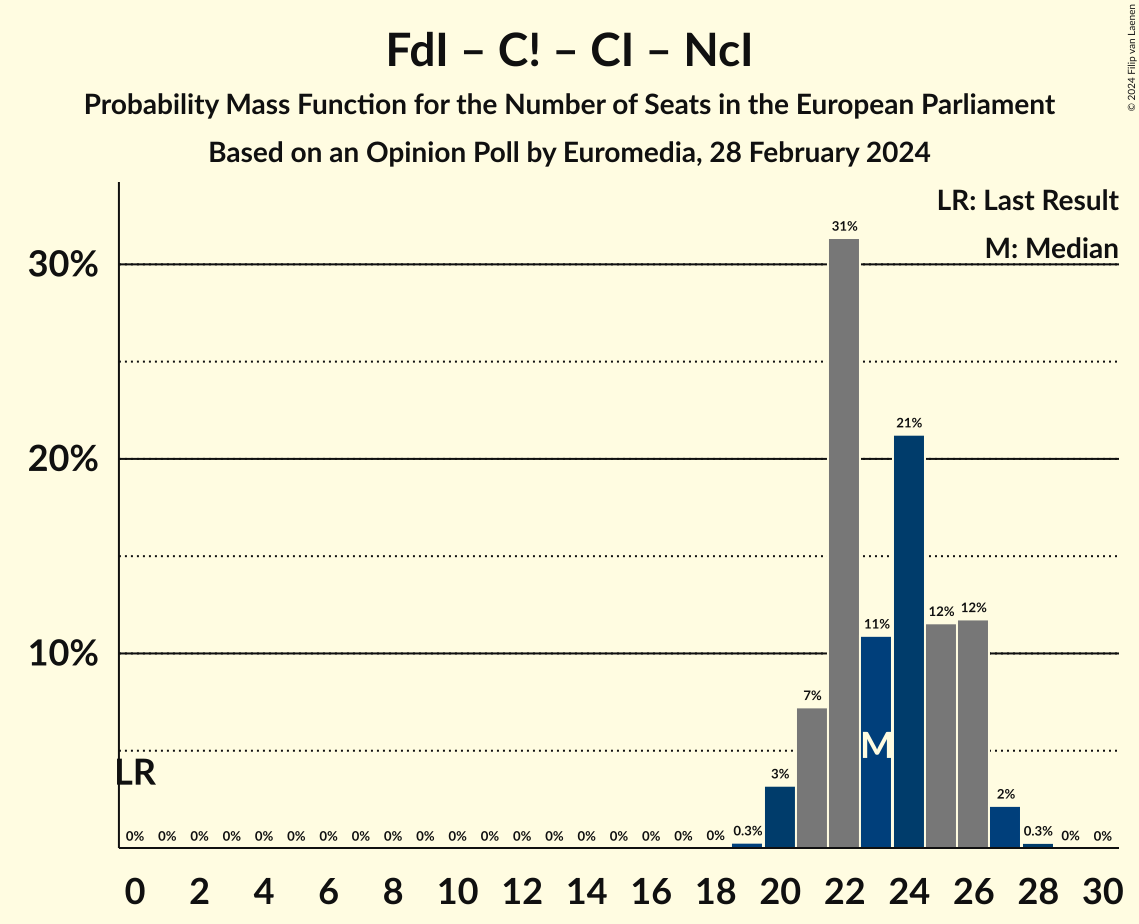 FdI – C! – CI – NcI
Probability Mass Function for the Number of Seats in the European Parliament
Based on an Opinion Poll by Euromedia, 28 February 2024
© 2024 Filip van Laenen
LR: Last Result
M: Median
30%
20%
10%
31%
21%
12%
12%
11%
7%
3%
2%
0.3%
0.3%
0% 0% 0% 0% 0% 0% 0% 0% 0% 0% 0% 0% 0% 0% 0% 0% 0% 0% 0% 0% 0%
LR
M
0 2 4 6 8 10 12 14 16 18 20 22 24 26 28 30